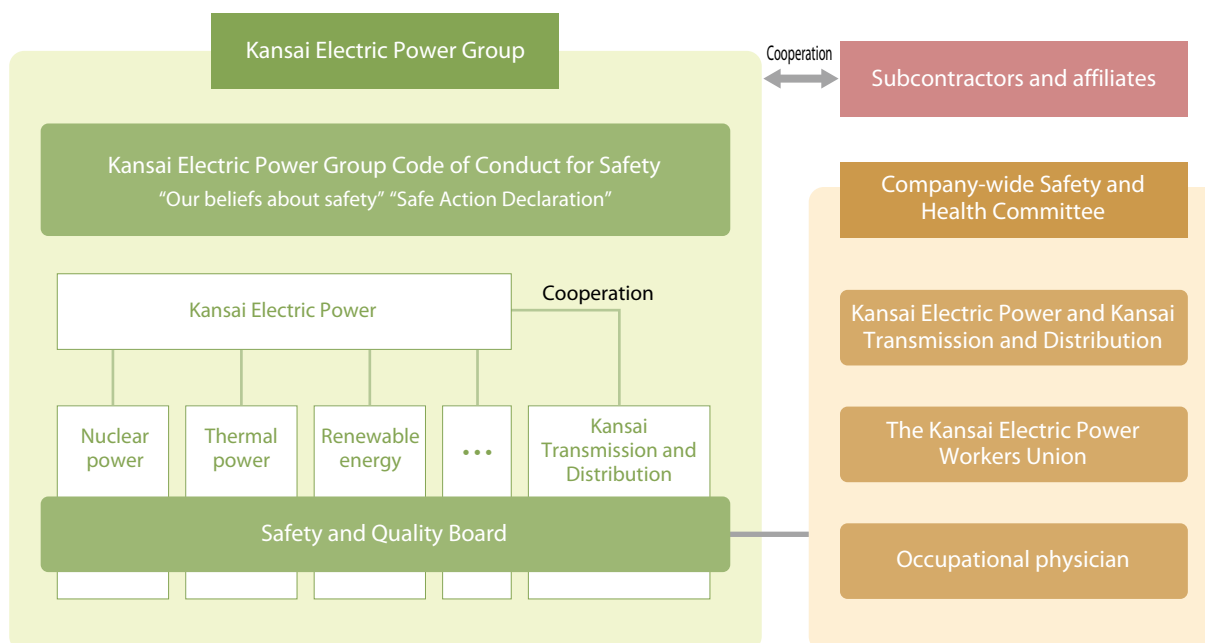 Kansai Electric Power Group
Cooperation
Subcontractors and affiliates
Kansai Electric Power Group Code of Conduct for Safety
“Our beliefs about safety” “Safe Action Declaration”
Kansai Electric Power
Cooperation
Nuclear
power
Thermal
power
Renewable
energy
•••
Kansai
Transmission and
Distribution
Safety and Quality Board
Company-wide Safety and
Health Committee
Kansai Electric Power and Kansai
Transmission and Distribution
The Kansai Electric Power
Workers Union
Occupational physician